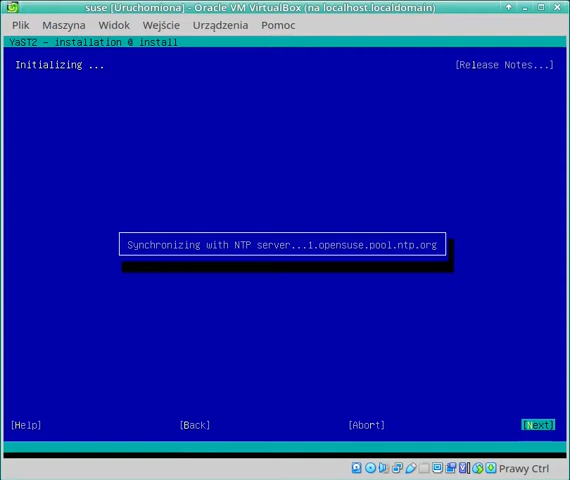 suse [Uruchomiona] - Oracle VM VirtualBox (na localhost.localdomain)
Plik Maszyna Widok Wejście Urządzenia Pomoc
YaST2 - installation @ install
Initializing ... [Release Notes...]
Synchronizing with NTP server...1.opensuse.pool.ntp.org
[Help] [Back] [Abort] [Next]
Prawy Ctrl